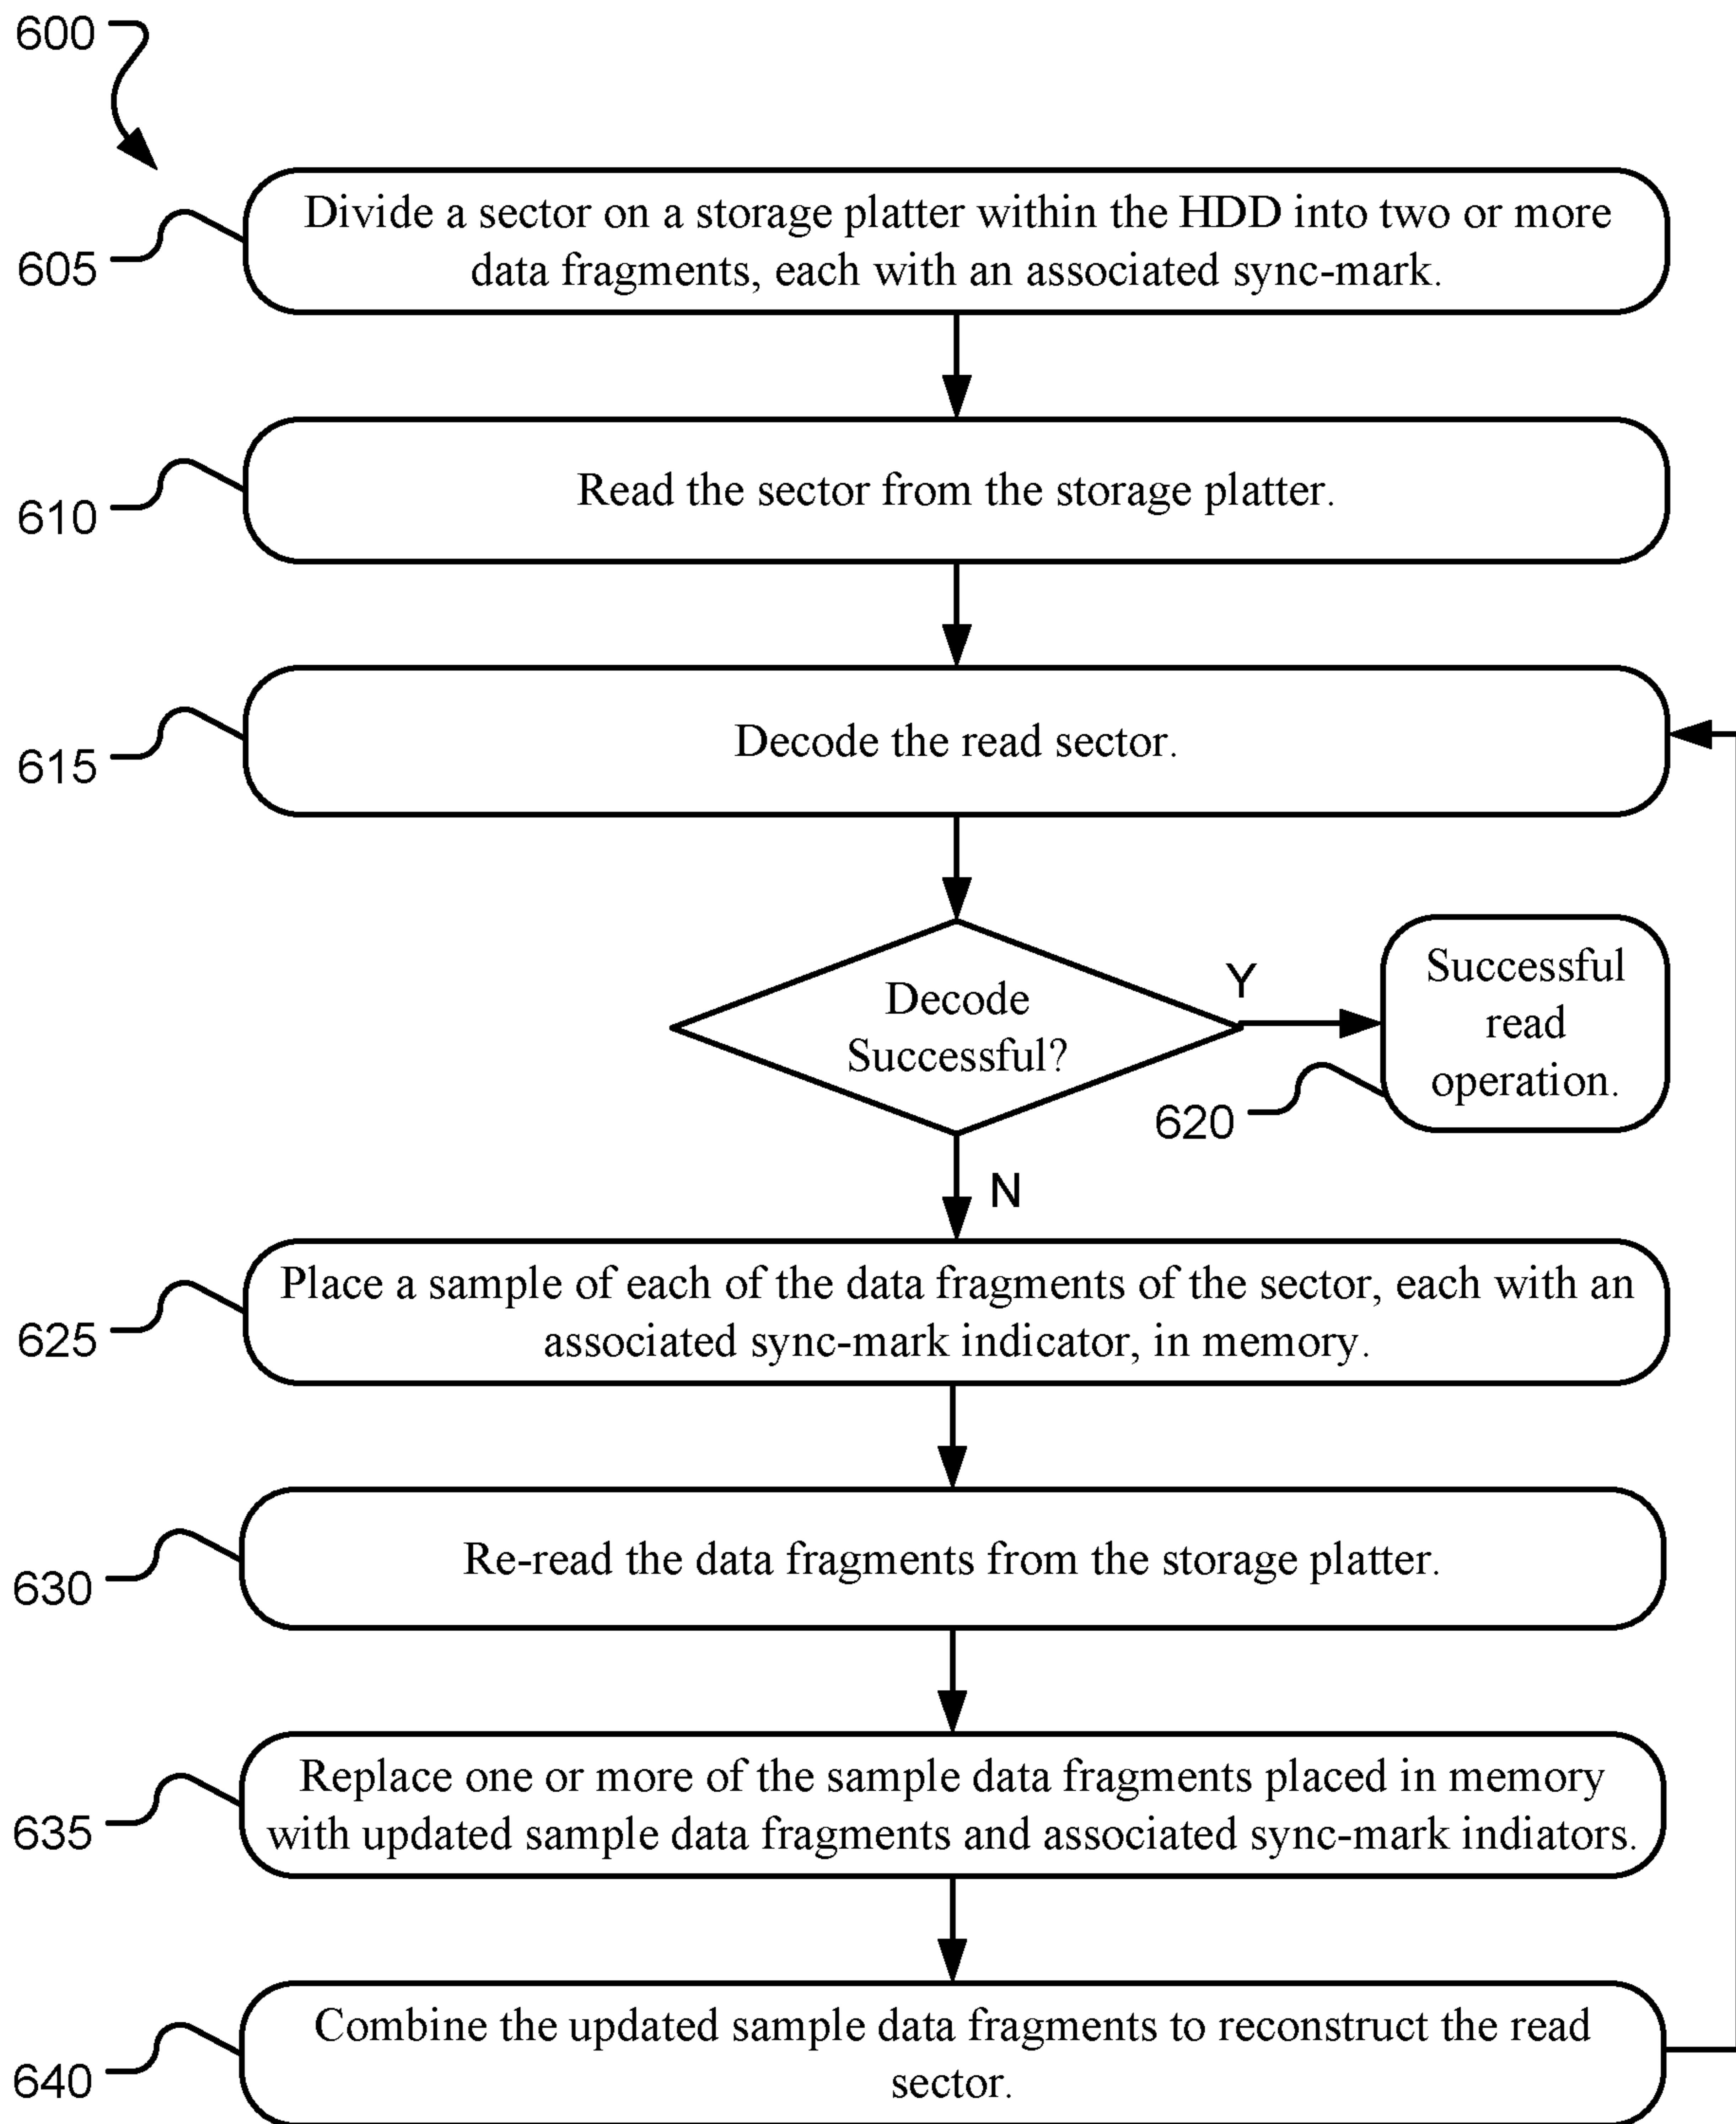 600
Divide a sector on a storage platter within the HDD into two or more
data fragments, each with an associated sync-mark.
605
Read the sector from the storage platter.
610
Decode the read sector.
615
Decode
Successful?
Y
Successful
read
operation.
620
N
Place a sample of each of the data fragments of the sector, each with an
associated sync-mark indicator, in memory.
625
Re-read the data fragments from the storage platter.
630
Replace one or more of the sample data fragments placed in memory
with updated sample data fragments and associated sync-mark indiators.
635
Combine the updated sample data fragments to reconstruct the read
sector.
640